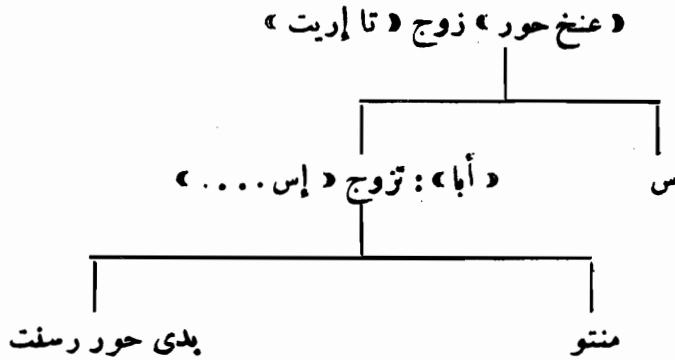 « عنخ حور » زوج « تا إريت »
« أبا » : تزوج « إس .... »
منتو
بدى حور رسنت